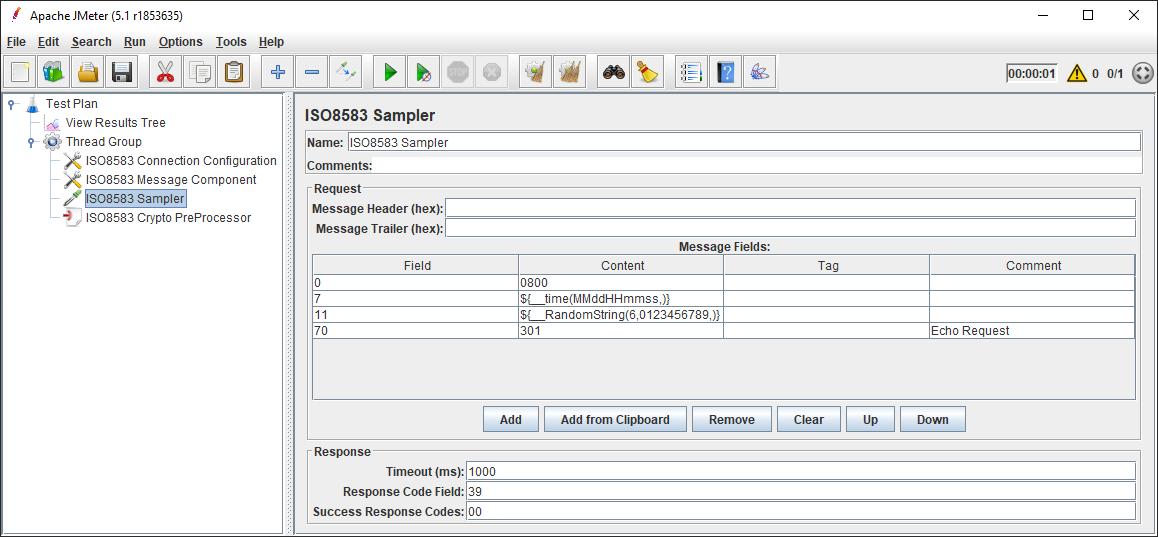 Apache JMeter (5.1 r1853635)
File Edit Search Run Options Tools Help
STOP
00:00:01 0 0/1
Test Plan
View Results Tree
Thread Group
ISO8583 Connection Configuration
ISO8583 Message Component
ISO8583 Sampler
ISO8583 Crypto PreProcessor
ISO8583 Sampler
Name: ISO8583 Sampler
Comments:
Request
Message Header (hex):
Message Trailer (hex):
Message Fields:
Field Content Tag Comment
0 0800
7 ${__time(MMddHHmmss,)}
11 ${__RandomString(6,0123456789,)}
70 301 Echo Request
Add Add from Clipboard Remove Clear Up Down
Response
Timeout (ms): 1000
Response Code Field: 39
Success Response Codes: 00